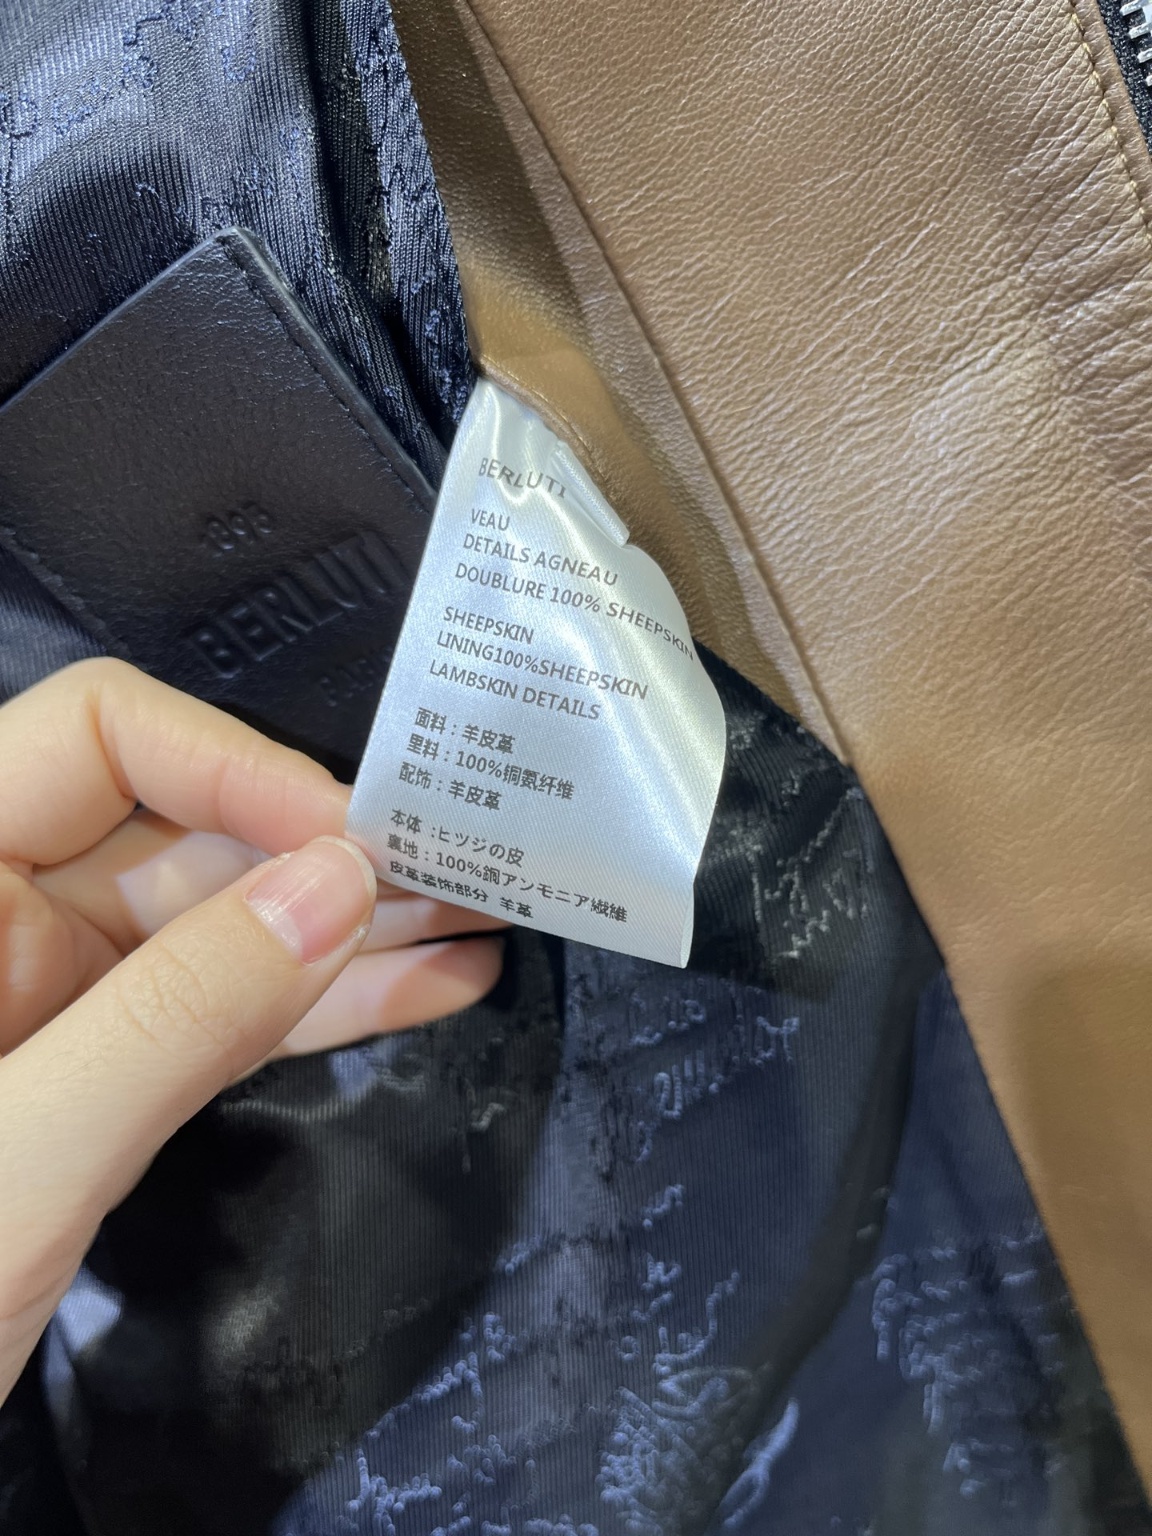 1895
BERLUTI
BERLUTI
VEAU
DETAILS AGNEAU
DOUBLURE 100% SHEEPSKIN
SHEEPSKIN
LINING100%SHEEPSKIN
LAMBSKIN DETAILS
面料：羊皮革
里料：100%铜氨纤维
配饰：羊皮革
本体 :ヒツジの皮
裏地：100%銅アンモニア繊維
皮革装饰部分 羊革